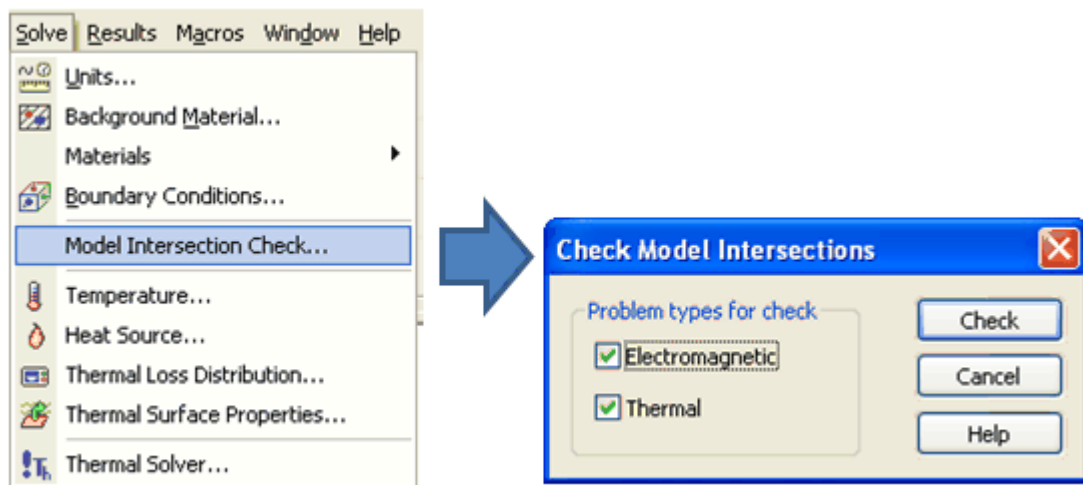 Solve Results Macros Window Help
Units...
Background Material...
Materials
Boundary Conditions...
Model Intersection Check...
Temperature...
Heat Source...
Thermal Loss Distribution...
Thermal Surface Properties...
Thermal Solver...
Check Model Intersections
Problem types for check
Electromagnetic
Thermal
Check
Cancel
Help